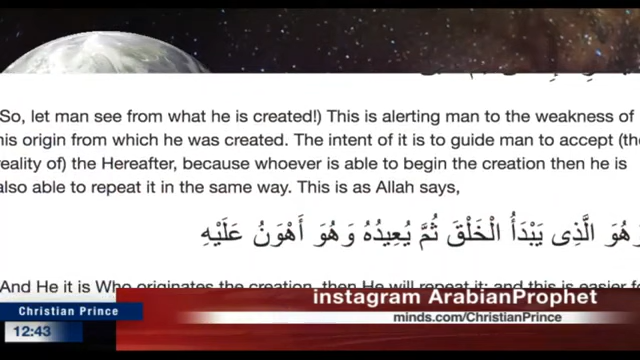 So, let man see from what he is created!) This is alerting man to the weakness of
his origin from which he was created. The intent of it is to guide man to accept (the
reality of) the Hereafter, because whoever is able to begin the creation then he is
also able to repeat it in the same way. This is as Allah says,
وَهُوَ الَّذِى يَبْدَأُ الْخَلْقَ ثُمَّ يُعِيدُهُ وَهُوَ أَهْوَنُ عَلَيْهِ
And He it is Who originates the creation, then He will repeat it; and this is easier
instagram ArabianProphet
minds.com/ChristianPrince
Christian Prince
12:43